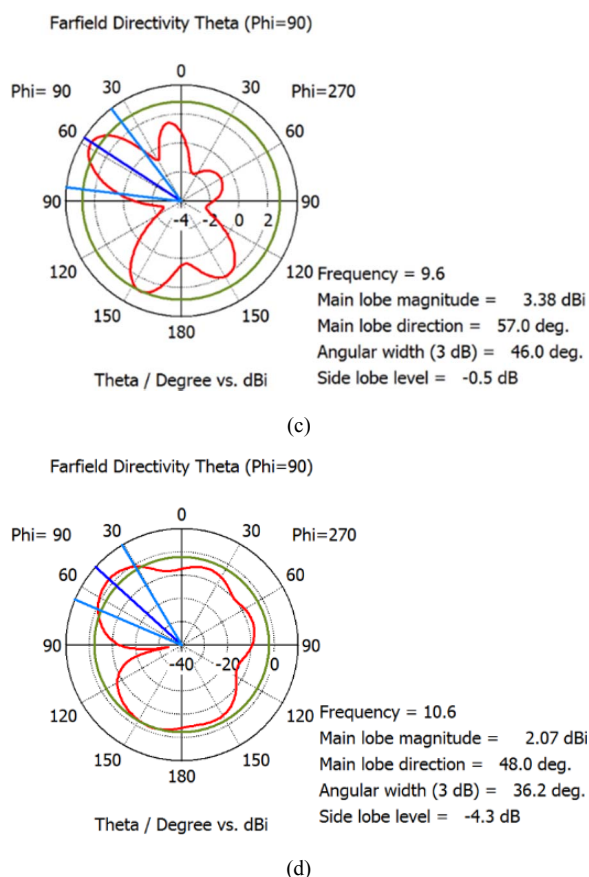 Farfield Directivity Theta (Phi=90)
0
Phi= 90 30 30 Phi=270
60 60
90 -4 -2 0 2 90
120 120
150 150
180
Frequency = 9.6
Main lobe magnitude = 3.38 dBi
Main lobe direction = 57.0 deg.
Angular width (3 dB) = 46.0 deg.
Side lobe level = -0.5 dB
Theta / Degree vs. dBi
(c)
Farfield Directivity Theta (Phi=90)
0
Phi= 90 30 30 Phi=270
60 60
90 -40 -20 0 90
120 120
150 150
180
Frequency = 10.6
Main lobe magnitude = 2.07 dBi
Main lobe direction = 48.0 deg.
Angular width (3 dB) = 36.2 deg.
Side lobe level = -4.3 dB
Theta / Degree vs. dBi
(d)